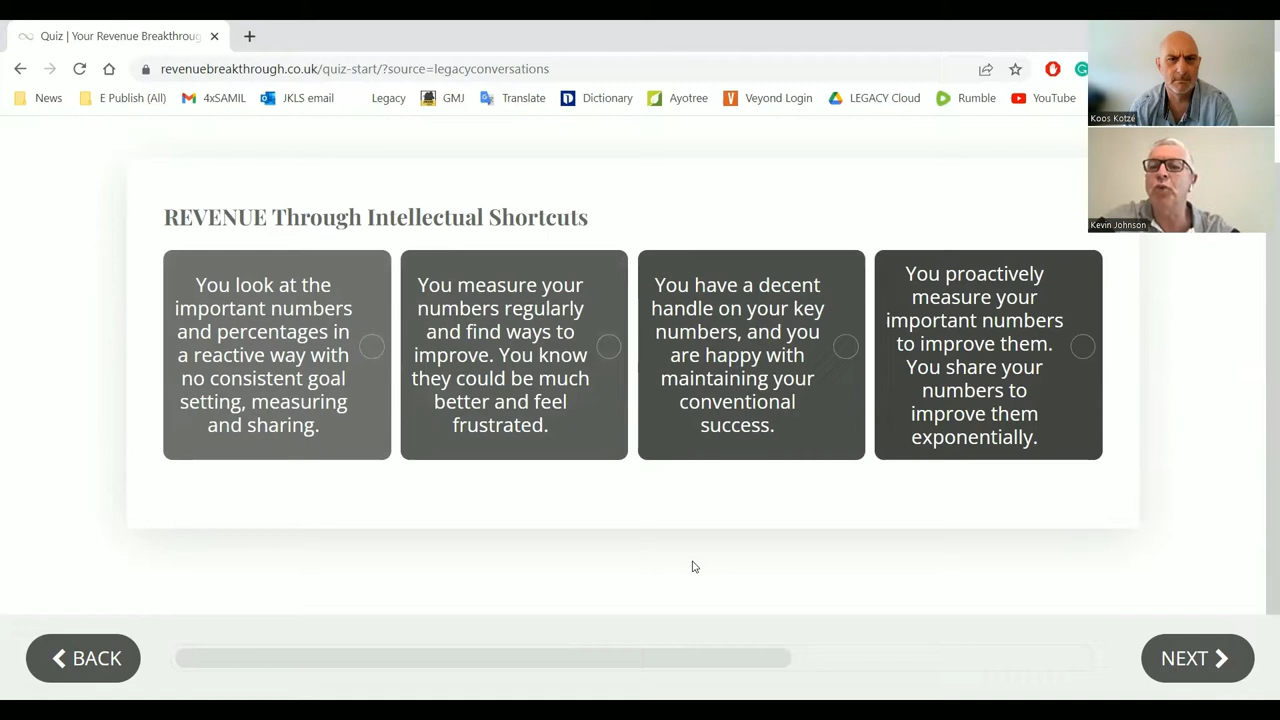 Quiz | Your Revenue Breakthroug
revenuebreakthrough.co.uk/quiz-start/?source=legacyconversations
News E Publish (All) 4xSAMIL JKLS email Legacy GMJ Translate Dictionary Ayotree Veyond Login LEGACY Cloud Rumble YouTube
Koos Kotzé
Kevin Johnson
REVENUE Through Intellectual Shortcuts
You look at the
important numbers
and percentages in
a reactive way with
no consistent goal
setting, measuring
and sharing.
You measure your
numbers regularly
and find ways to
improve. You know
they could be much
better and feel
frustrated.
You have a decent
handle on your key
numbers, and you
are happy with
maintaining your
conventional
success.
You proactively
measure your
important numbers
to improve them.
You share your
numbers to
improve them
exponentially.
BACK
NEXT